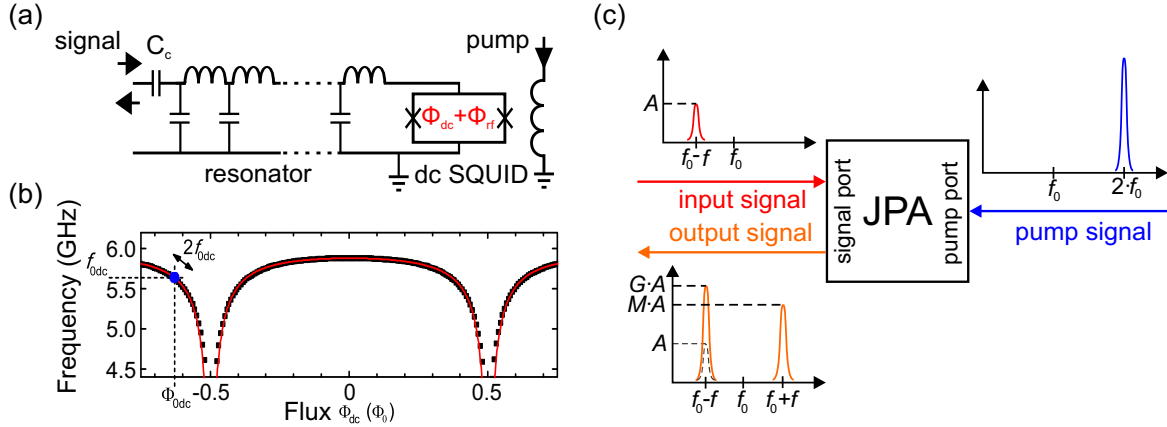 (a)
signal
C_c
pump
Φ_dc+Φ_rf
resonator
dc SQUID
(b)
Frequency (GHz)
6.0
5.5
5.0
4.5
f_0dc
2f_0dc
Φ_0dc
-0.5
0
0.5
Flux Φ_dc (Φ_0)
(c)
A
f_0-f
f_0
input signal
output signal
signal port
JPA
pump port
f_0
2·f_0
pump signal
G·A
M·A
A
f_0-f
f_0
f_0+f